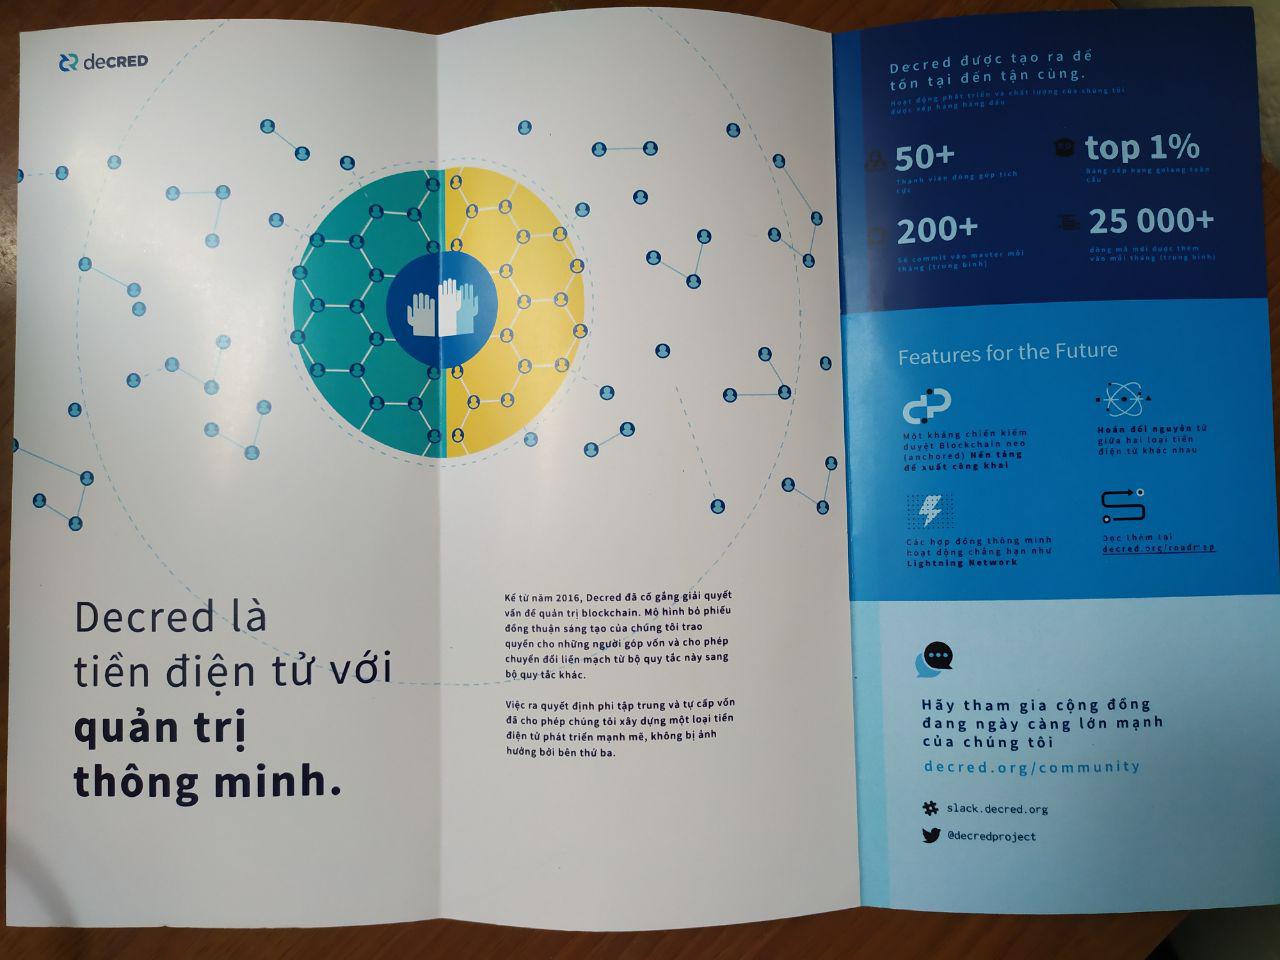 decred
Decred là
tiền điện tử với
quản trị
thông minh.
Kể từ năm 2016, Decred đã cố gắng giải quyết
vấn đề quản trị blockchain. Mô hình bỏ phiếu
đồng thuận sáng tạo của chúng tôi trao
quyền cho những người góp vốn và cho phép
chuyển đổi liền mạch từ bộ quy tắc này sang
bộ quy tắc khác.
Việc ra quyết định phi tập trung và tự cấp vốn
đã cho phép chúng tôi xây dựng một loại tiền
điện tử phát triển mạnh mẽ, không bị ảnh
hưởng bởi bên thứ ba.
Decred được tạo ra để
tồn tại đến tận cùng.
Hoạt động phát triển và chất lượng của chúng tôi
được xếp hạng hàng đầu
50+
Thành viên đóng góp tích
cực
top 1%
Bảng xếp hạng golang toàn
cầu
200+
Số commit vào master mỗi
tháng (trung bình)
25 000+
dòng mã mới được thêm
vào mỗi tháng (trung bình)
Features for the Future
Một kháng chiến kiểm
duyệt Blockchain neo
(anchored) Nền tảng
đề xuất công khai
Hoán đổi nguyên tử
giữa hai loại tiền
điện tử khác nhau
Các hợp đồng thông minh
hoạt động chẳng hạn như
Lightning Network
Đọc thêm tại
decred.org/roadmap
Hãy tham gia cộng đồng
đang ngày càng lớn mạnh
của chúng tôi
decred.org/community
slack.decred.org
@decredproject